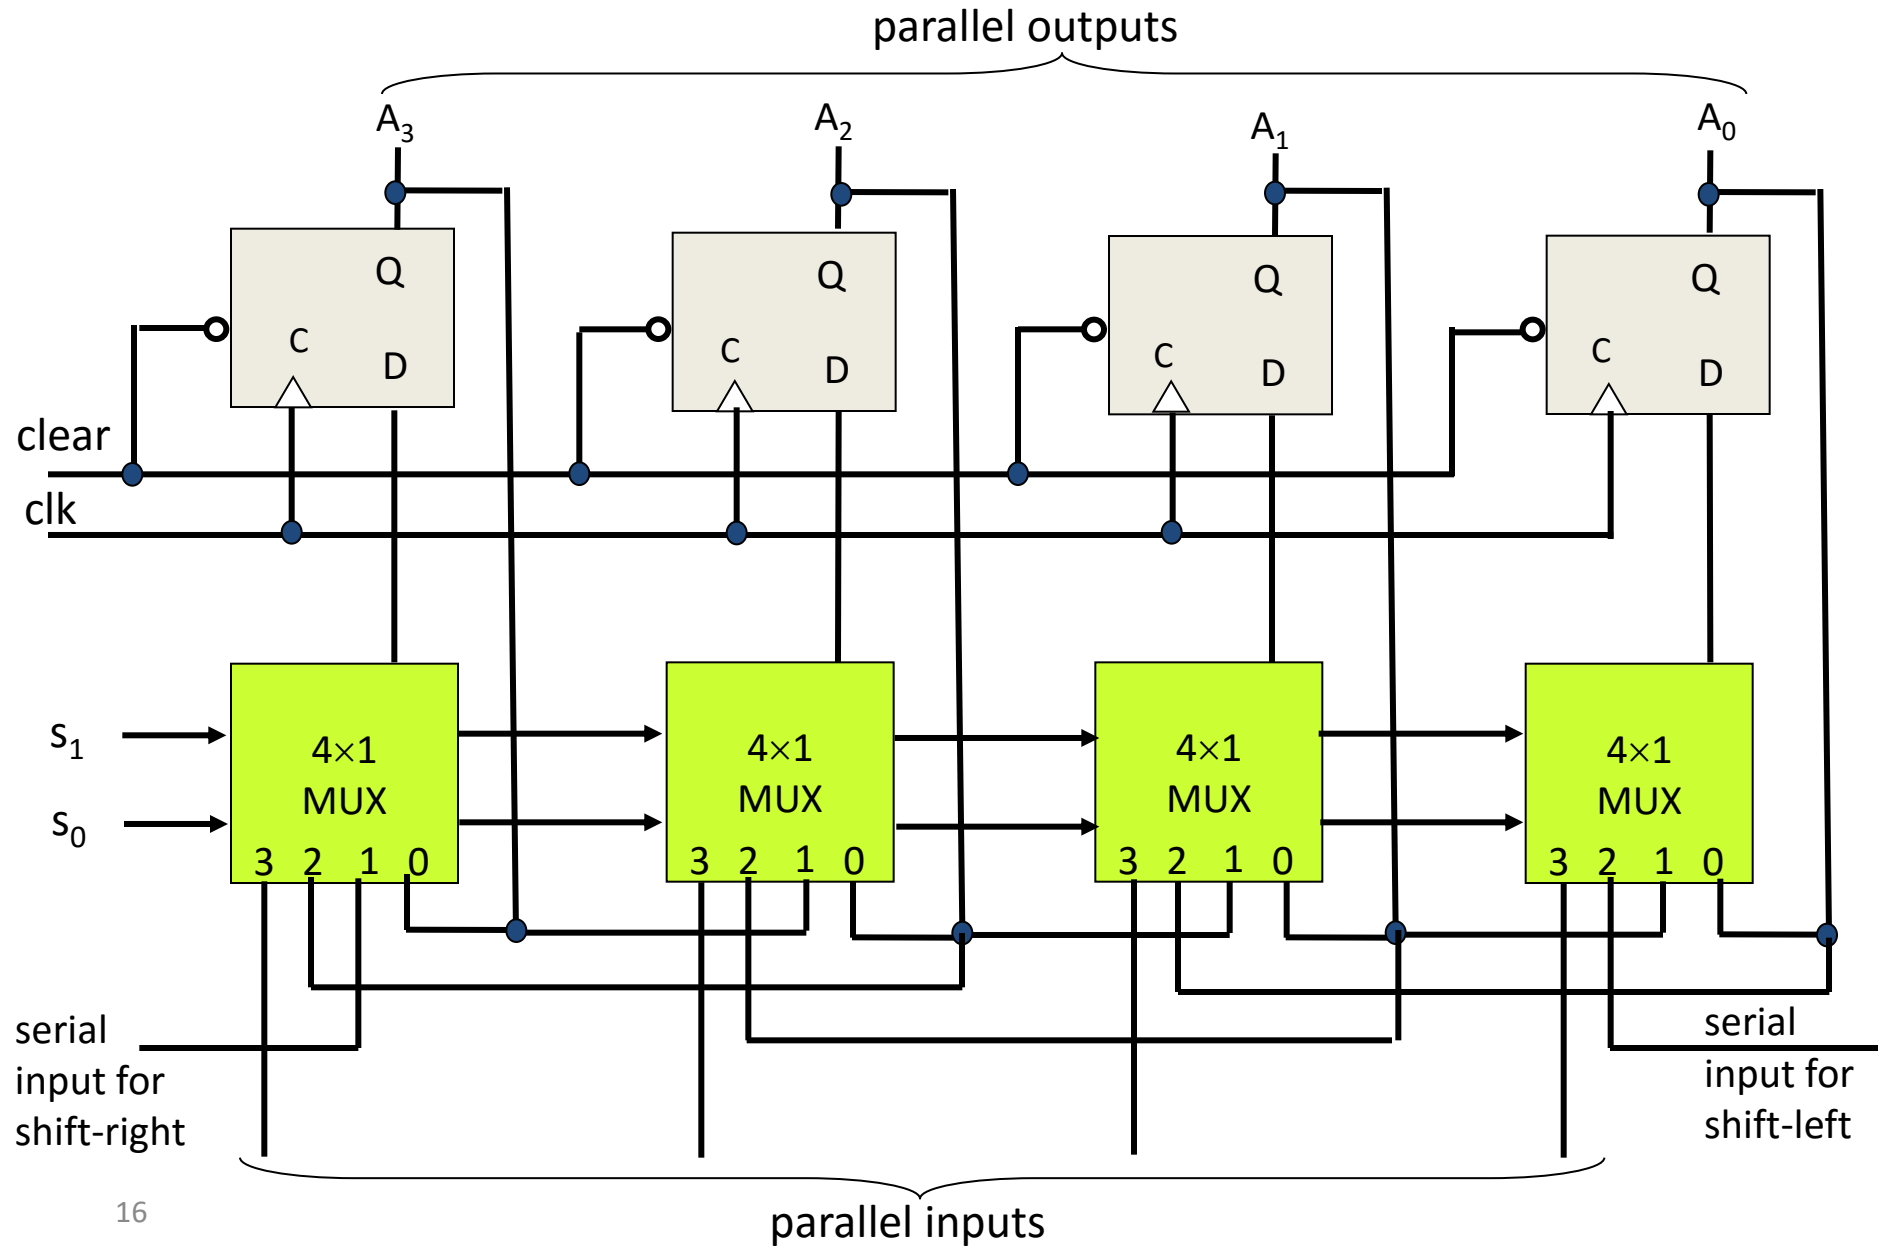 parallel outputs
A₃ A₂ A₁ A₀
Q Q Q Q
C D C D C D C D
clear
clk
s₁
s₀
4×1 4×1 4×1 4×1
MUX MUX MUX MUX
3 2 1 0 3 2 1 0 3 2 1 0 3 2 1 0
serial
input for
shift-right
serial
input for
shift-left
parallel inputs
16